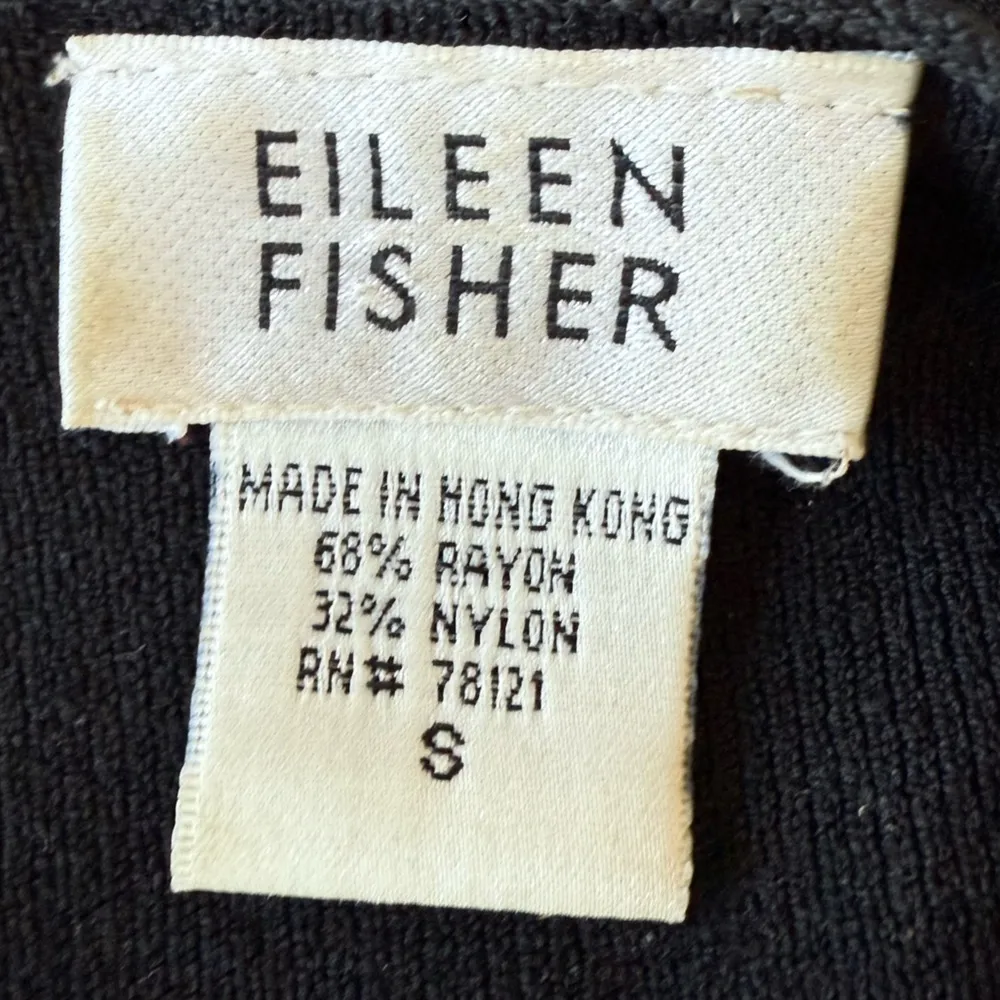 EILEEN
FISHER
MADE IN HONG KONG
68% RAYON
32% NYLON
RN# 78121
S